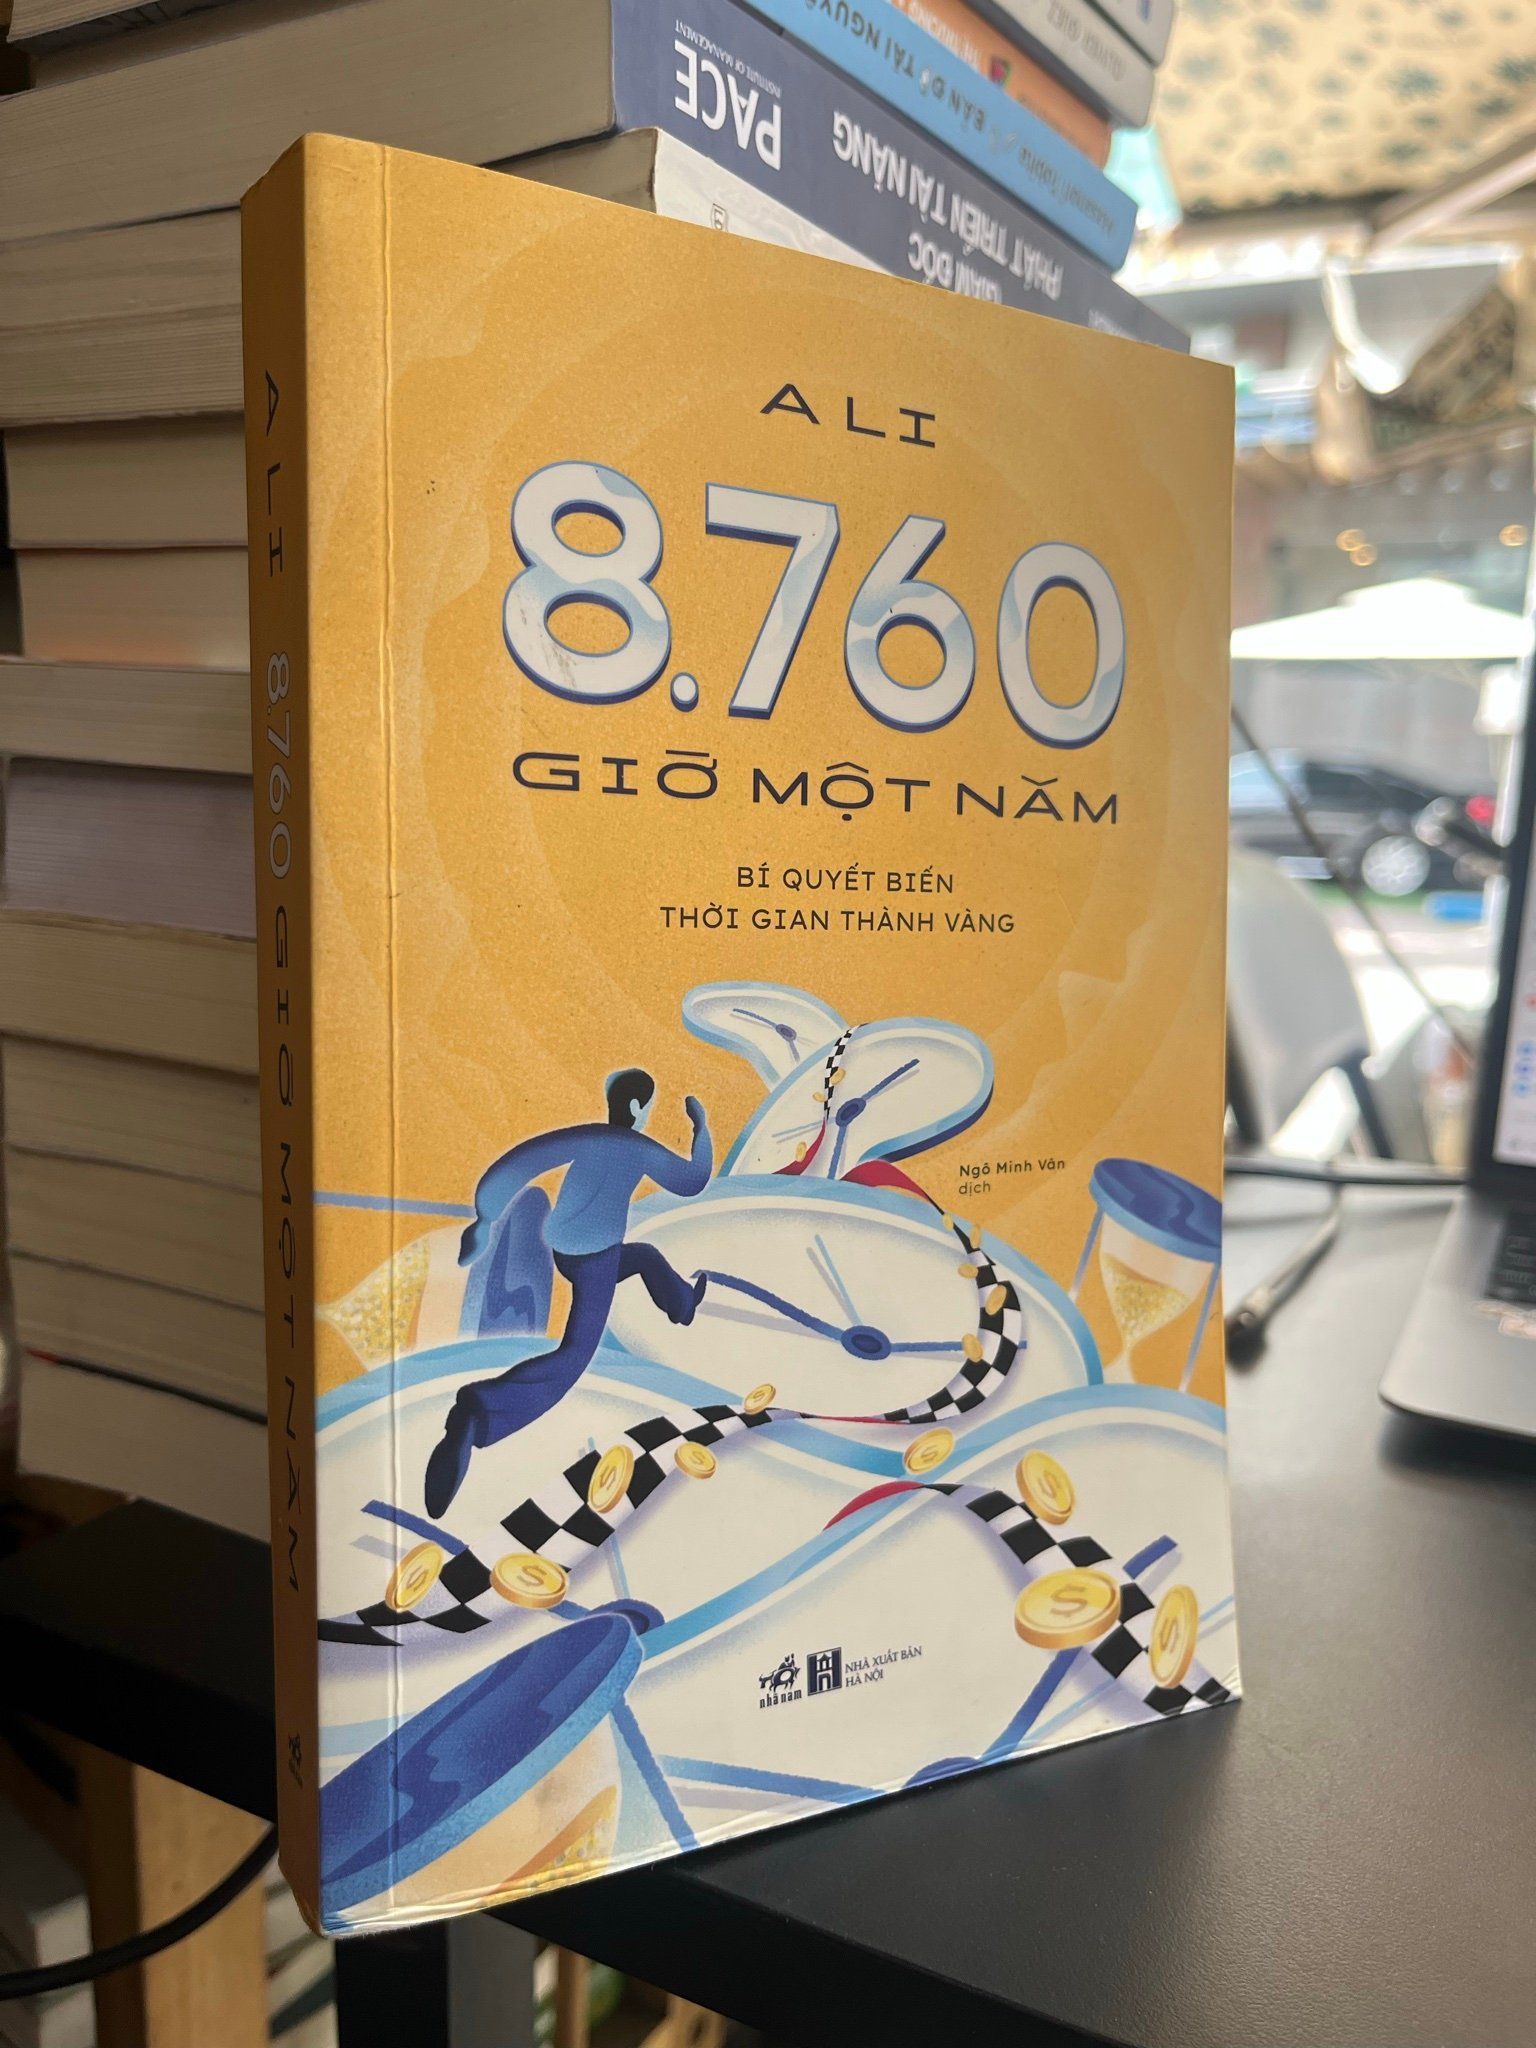 ALI
8.760
GIỜ MỘT NĂM
BÍ QUYẾT BIẾN
THỜI GIAN THÀNH VÀNG
Ngô Minh Vân
dịch
nhã nam
NHÀ XUẤT BẢN
HÀ NỘI
ALI 8.760 GIỜ MỘT NĂM
PACE
INSTITUTE OF MANAGEMENT
GIÁM ĐỐC
PHÁT TRIỂN TÀI NĂNG
BẢN ĐỒ TÀI NGUYÊ